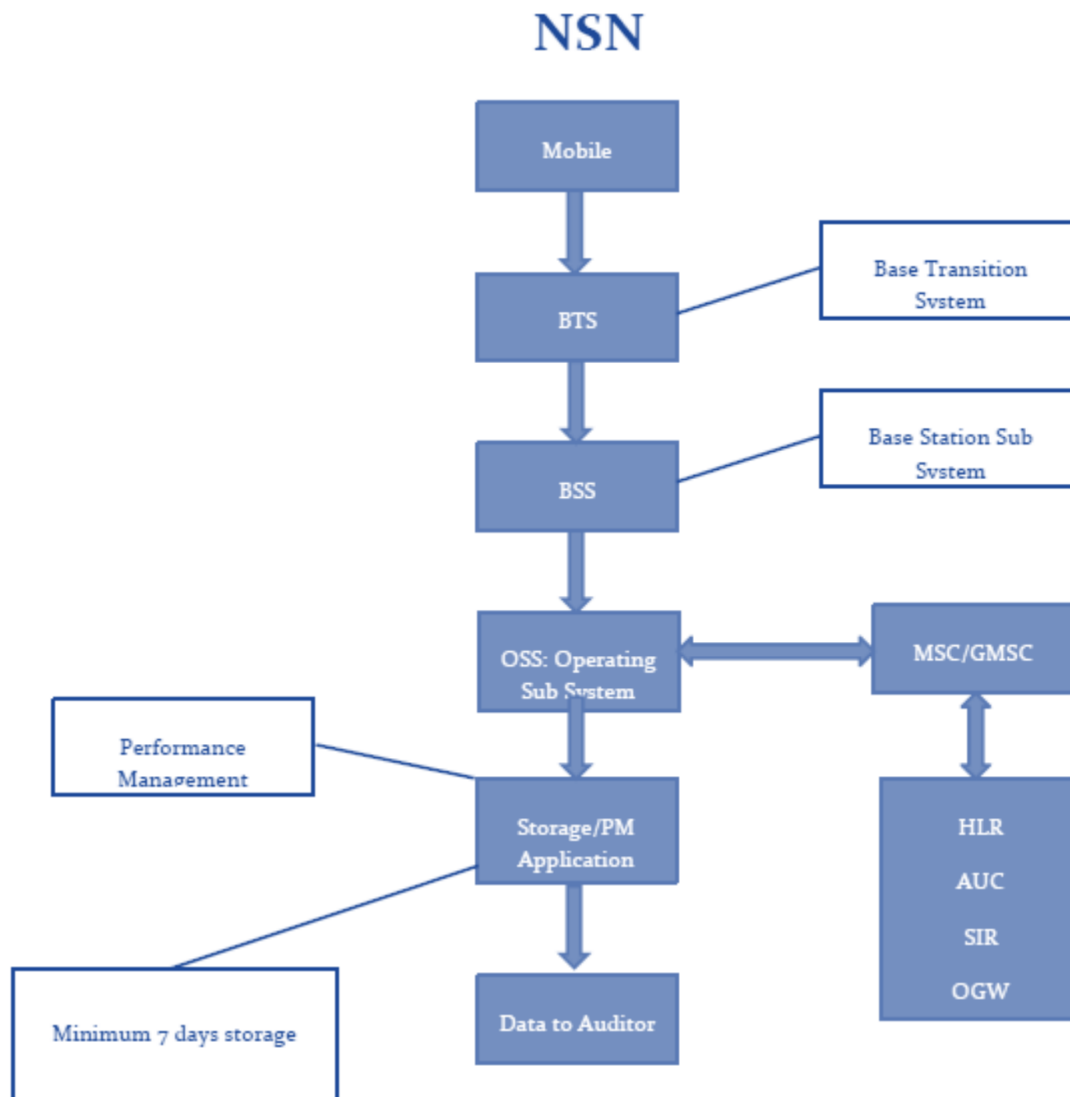 NSN
Mobile
Base Transition
System
BTS
Base Station Sub
System
BSS
OSS: Operating
Sub System
MSC/GMSC
Performance
Management
Storage/PM
Application
HLR
AUC
SIR
OGW
Minimum 7 days storage
Data to Auditor